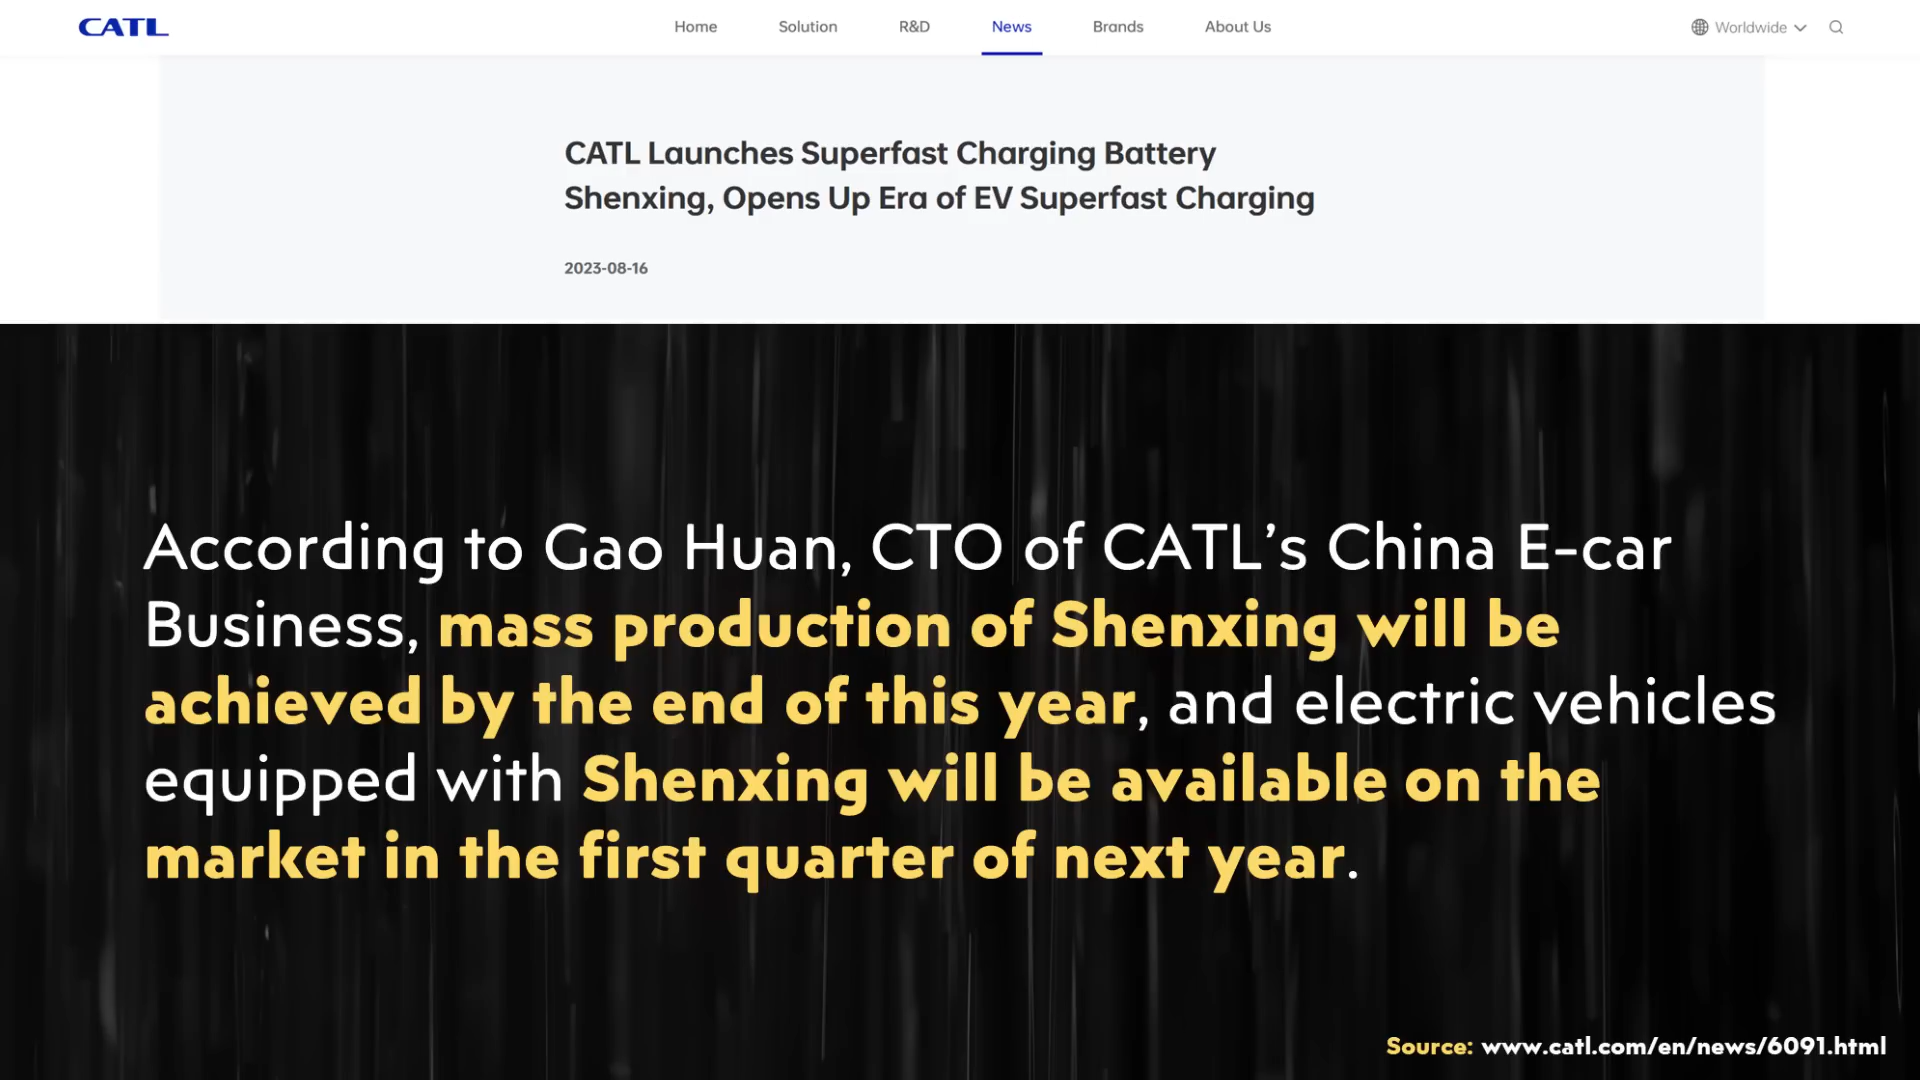 CATL
Home
Solution
R&D
News
Brands
About Us
Worldwide
CATL Launches Superfast Charging Battery
Shenxing, Opens Up Era of EV Superfast Charging
2023-08-16
According to Gao Huan, CTO of CATL’s China E-car
Business, mass production of Shenxing will be
achieved by the end of this year, and electric vehicles
equipped with Shenxing will be available on the
market in the first quarter of next year.
Source: www.catl.com/en/news/6091.html